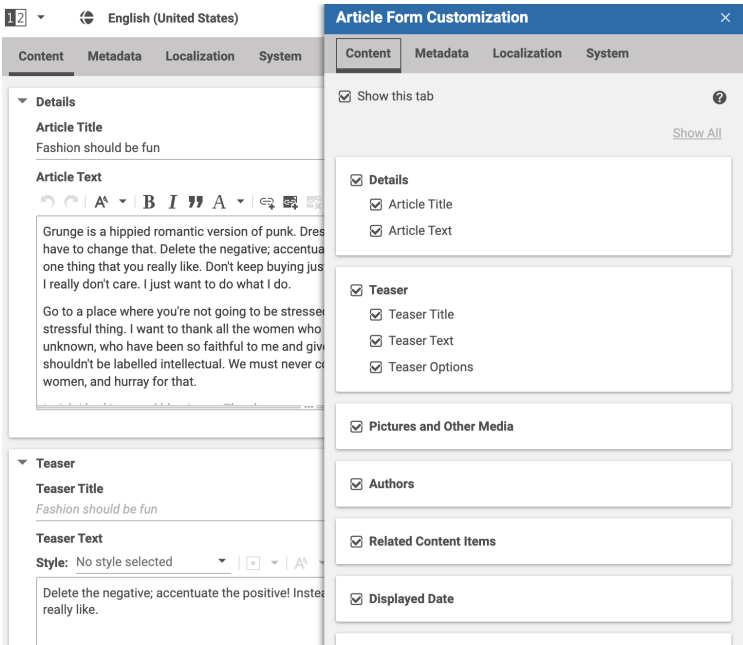 12 English (United States)
Content Metadata Localization System
Details
Article Title
Fashion should be fun
Article Text
Grunge is a hippied romantic version of punk. Dres
have to change that. Delete the negative; accentua
one thing that you really like. Don't keep buying jus
I really don't care. I just want to do what I do.
Go to a place where you're not going to be stressed
stressful thing. I want to thank all the women who
unknown, who have been so faithful to me and give
shouldn't be labelled intellectual. We must never co
women, and hurray for that.
Teaser
Teaser Title
Fashion should be fun
Teaser Text
Style: No style selected
Delete the negative; accentuate the positive! Instea
really like.
Article Form Customization
Content Metadata Localization System
Show this tab
Show All
Details
Article Title
Article Text
Teaser
Teaser Title
Teaser Text
Teaser Options
Pictures and Other Media
Authors
Related Content Items
Displayed Date